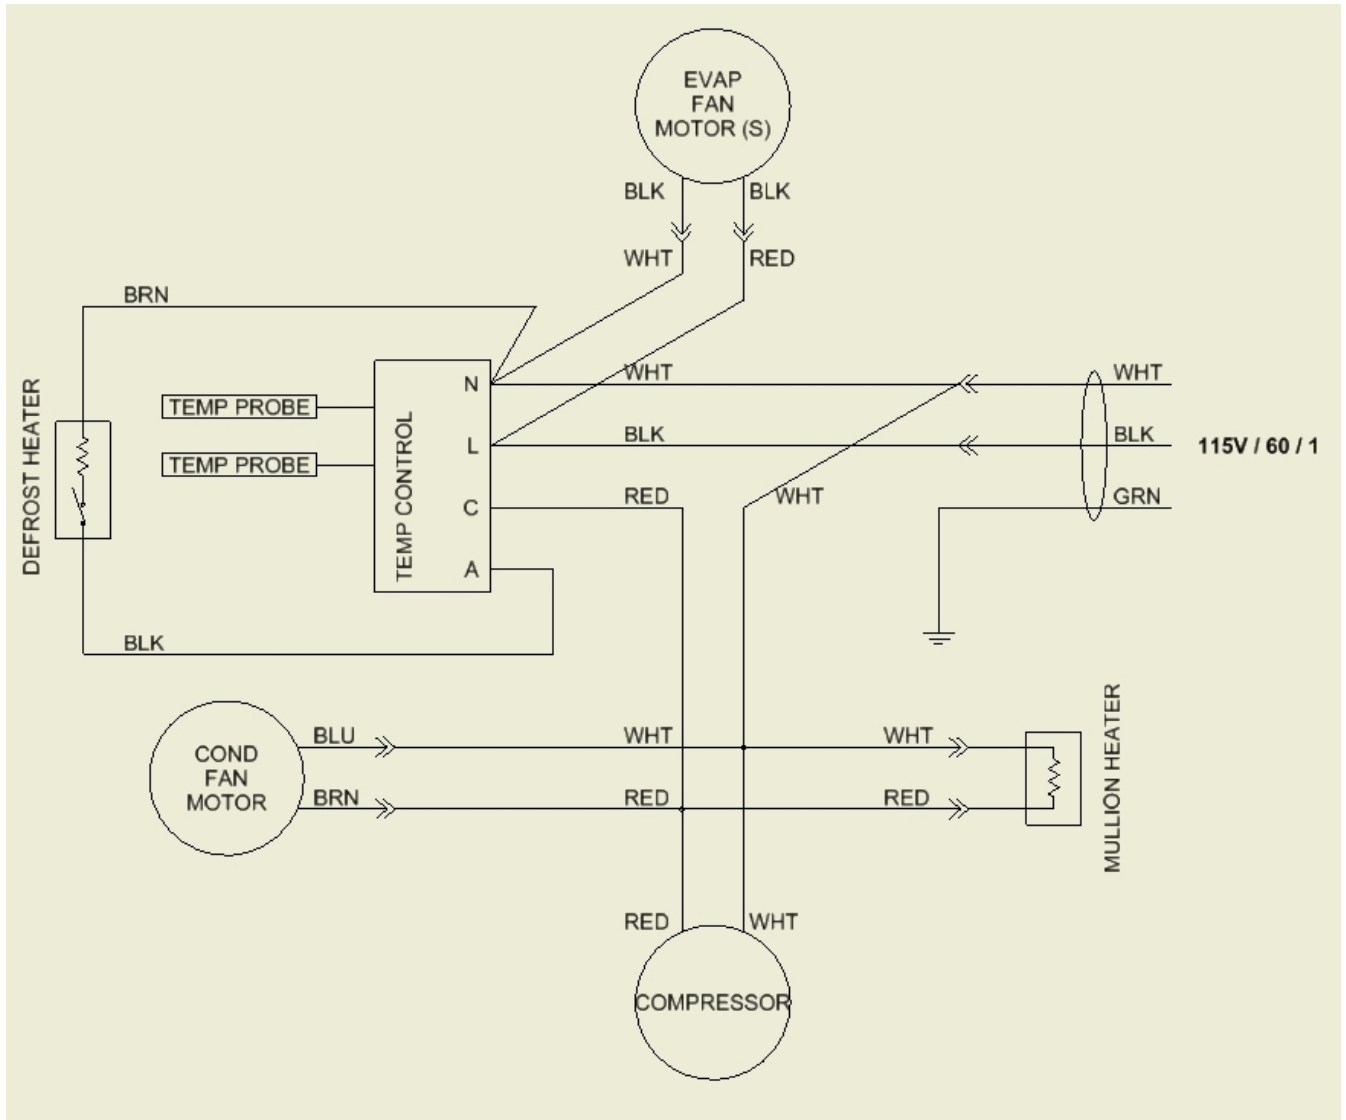 EVAP
FAN
MOTOR (S)
BLK
BLK
WHT
RED
BRN
DEFROST HEATER
TEMP PROBE
TEMP PROBE
TEMP CONTROL
N
L
C
A
WHT
BLK
RED
WHT
WHT
BLK
GRN
115V / 60 / 1
BLK
COND
FAN
MOTOR
BLU
WHT
WHT
BRN
RED
RED
MULLION HEATER
RED
WHT
COMPRESSOR